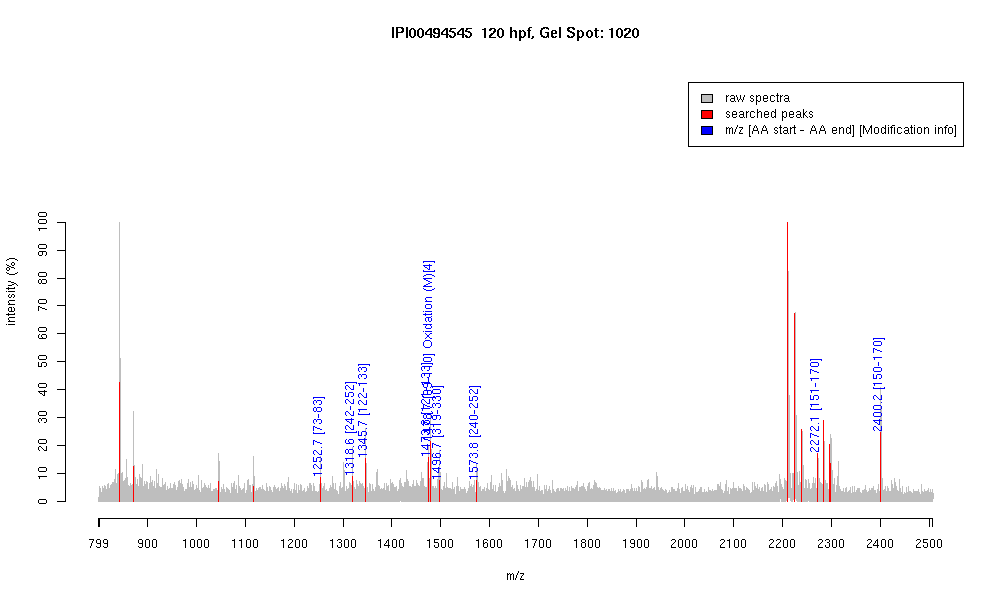 IPI00494545 120 hpf, Gel Spot: 1020
raw spectra
searched peaks
m/z [AA start - AA end] [Modification info]
intensity (%)
100
90
80
70
60
50
40
30
20
10
0
1252.7 [73-83]
1318.6 [242-252]
1345.7 [122-133]
Oxidation (M)[4]
1496.7 [319-330]
1573.8 [240-252]
2272.1 [151-170]
2400.2 [150-170]
799 900 1000 1100 1200 1300 1400 1500 1600 1700 1800 1900 2000 2100 2200 2300 2400 2500
m/z